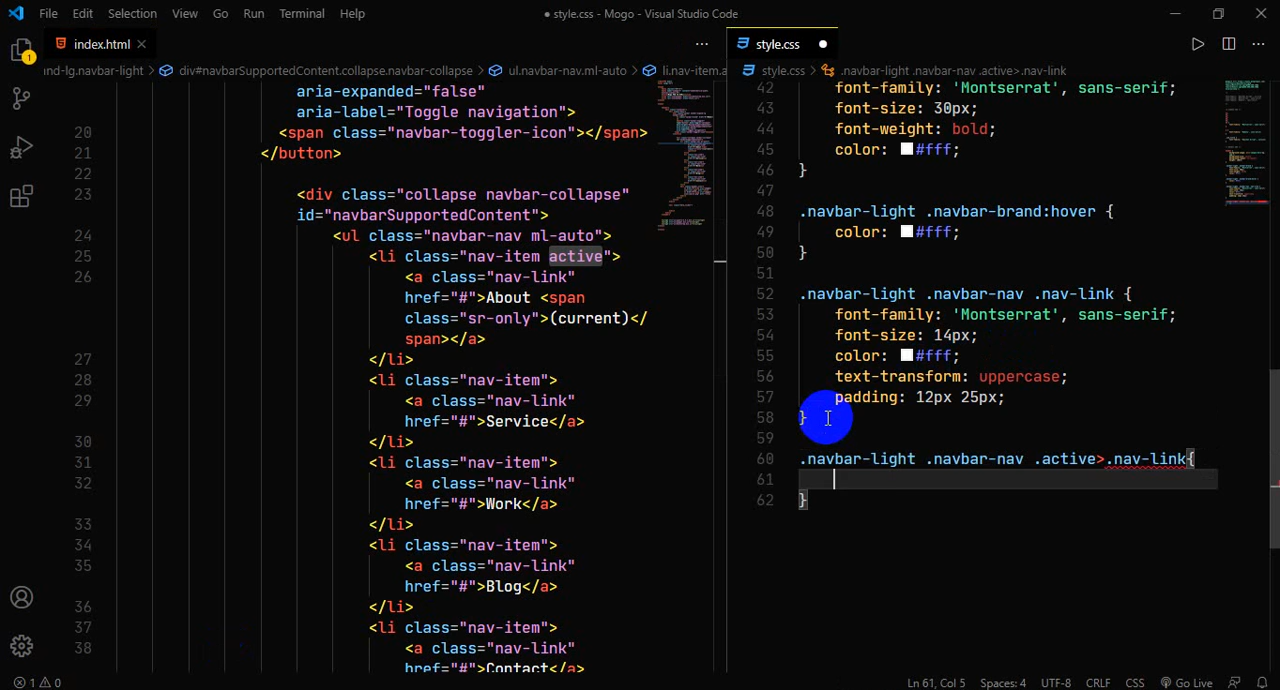 File Edit Selection View Go Run Terminal Help
● style.css - Mogo - Visual Studio Code
1
index.html
nd-lg.navbar-light > div#navbarSupportedContent.collapse.navbar-collapse > ul.navbar-nav.ml-auto > li.nav-item.a
aria-expanded="false"
aria-label="Toggle navigation">
20 <span class="navbar-toggler-icon"></span>
21 </button>
22
23 <div class="collapse navbar-collapse"
id="navbarSupportedContent">
24 <ul class="navbar-nav ml-auto">
25 <li class="nav-item active">
26 <a class="nav-link"
href="#">About <span
class="sr-only">(current)</
span></a>
27 </li>
28 <li class="nav-item">
29 <a class="nav-link"
href="#">Service</a>
30 </li>
31 <li class="nav-item">
32 <a class="nav-link"
href="#">Work</a>
33 </li>
34 <li class="nav-item">
35 <a class="nav-link"
href="#">Blog</a>
36 </li>
37 <li class="nav-item">
38 <a class="nav-link"
href="#">Contact</a>
style.css ●
style.css > .navbar-light .navbar-nav .active>.nav-link
42 font-family: 'Montserrat', sans-serif;
43 font-size: 30px;
44 font-weight: bold;
45 color: #fff;
46 }
47
48 .navbar-light .navbar-brand:hover {
49 color: #fff;
50 }
51
52 .navbar-light .navbar-nav .nav-link {
53 font-family: 'Montserrat', sans-serif;
54 font-size: 14px;
55 color: #fff;
56 text-transform: uppercase;
57 padding: 12px 25px;
58 }
59
60 .navbar-light .navbar-nav .active>.nav-link{
61
62 }
1 0
Ln 61, Col 5 Spaces: 4 UTF-8 CRLF CSS Go Live